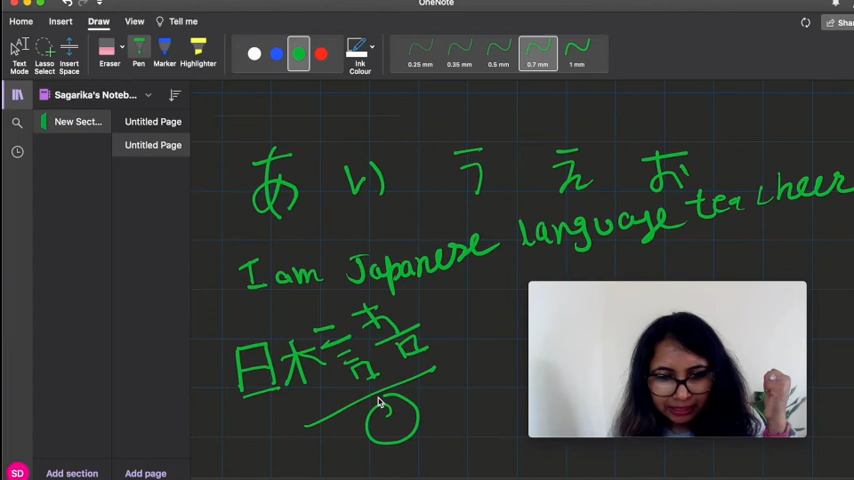 OneNote
Home Insert Draw View Tell me
Share
Text Mode
Lasso Select
Insert Space
Eraser
Pen
Marker
Highlighter
Ink Colour
0.25 mm
0.35 mm
0.5 mm
0.7 mm
1 mm
Sagarika's Noteb...
New Secti...
Untitled Page
Untitled Page
あ い う え お
I am Japanese language teacheer
日本語
SD
Add section
Add page